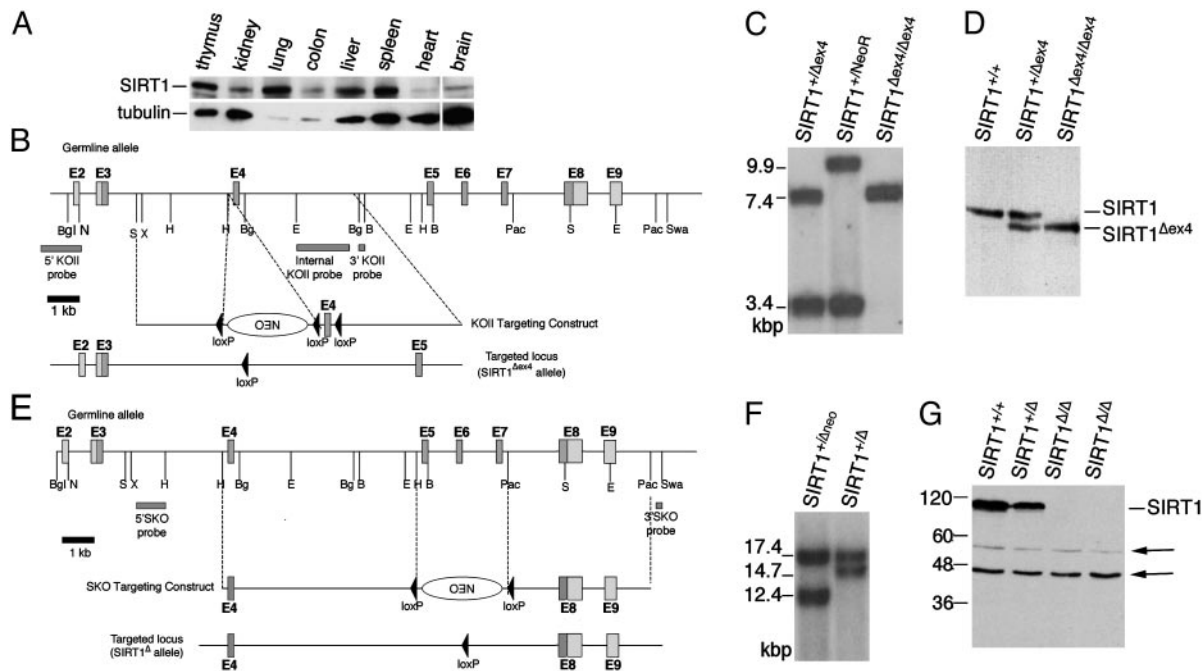 A
thymus kidney lung colon liver spleen heart brain
SIRT1
tubulin
B
Germline allele
E2 E3 E4 E5 E6 E7 E8 E9
BglI N S X H H Bg E Bg B E H B Pac S E Pac Swa
5' KOII probe
Internal KOII probe
3' KOII probe
1 kb
E4
NEO
KOII Targeting Construct
loxP loxP loxP
E2 E3 E5
Targeted locus
(SIRT1Δex4 allele)
loxP
C
SIRT1+/Δex4 SIRT1+/NeoR SIRT1Δex4/Δex4
9.9
7.4
3.4
kbp
D
SIRT1+/+ SIRT1+/Δex4 SIRT1Δex4/Δex4
SIRT1
SIRT1Δex4
E
Germline allele
E2 E3 E4 E5 E6 E7 E8 E9
BglI N S X H H Bg E Bg B E H B Pac S E Pac Swa
5'SKO probe
3'SKO probe
1 kb
SKO Targeting Construct
NEO
E4 loxP loxP E8 E9
Targeted locus
(SIRT1Δ allele)
E4 loxP E8 E9
F
SIRT1+/Δneo SIRT1+/Δ
17.4
14.7
12.4
kbp
G
SIRT1+/+ SIRT1+/Δ SIRT1Δ/Δ SIRT1Δ/Δ
120
60
48
36
SIRT1